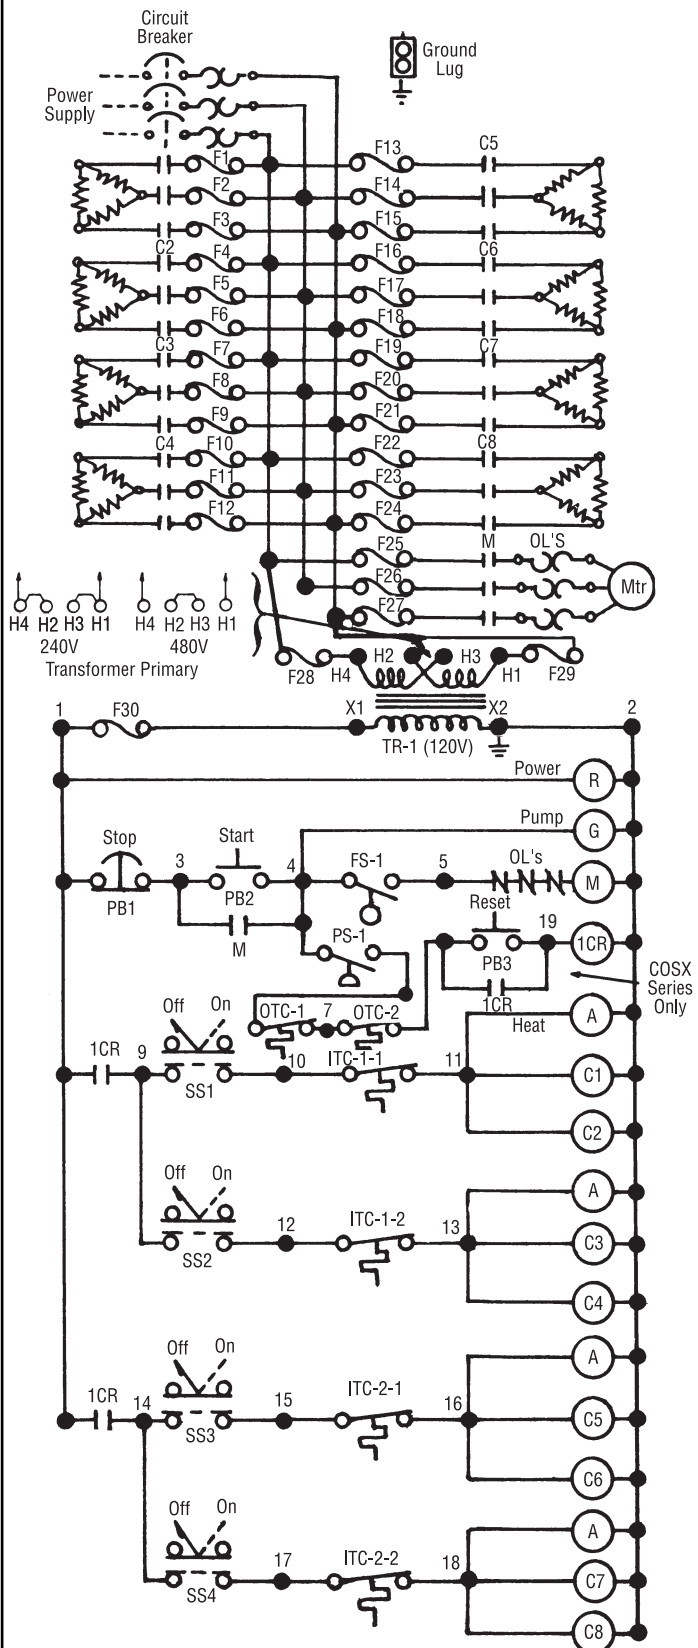 Circuit
Breaker
Ground
Lug
Power
Supply
F1 F13 C5
F2 F14
F3 F15
C2 F4 F16 C6
F5 F17
F6 F18
C3 F7 F19 C7
F8 F20
F9 F21
C4 F10 F22 C8
F11 F23
F12 F24
F25 M OL'S
F26 Mtr
F27
H4 H2 H3 H1 H4 H2 H3 H1
240V 480V
Transformer Primary
F28 H4 H2 H3 H1 F29
1 F30 X1 X2 2
TR-1 (120V)
Power R
Pump G
Stop Start
3 4 FS-1 5 OL's M
PB1 PB2
M
Reset
PS-1 19 1CR
PB3
1CR
COSX
Series
Only
OTC-1 7 OTC-2
Heat A
Off On
1CR 9 10 ITC-1-1 11 C1
SS1
C2
Off On A
12 ITC-1-2 13 C3
SS2
C4
Off On A
1CR 14 15 ITC-2-1 16 C5
SS3
C6
Off On A
17 ITC-2-2 18 C7
SS4
C8